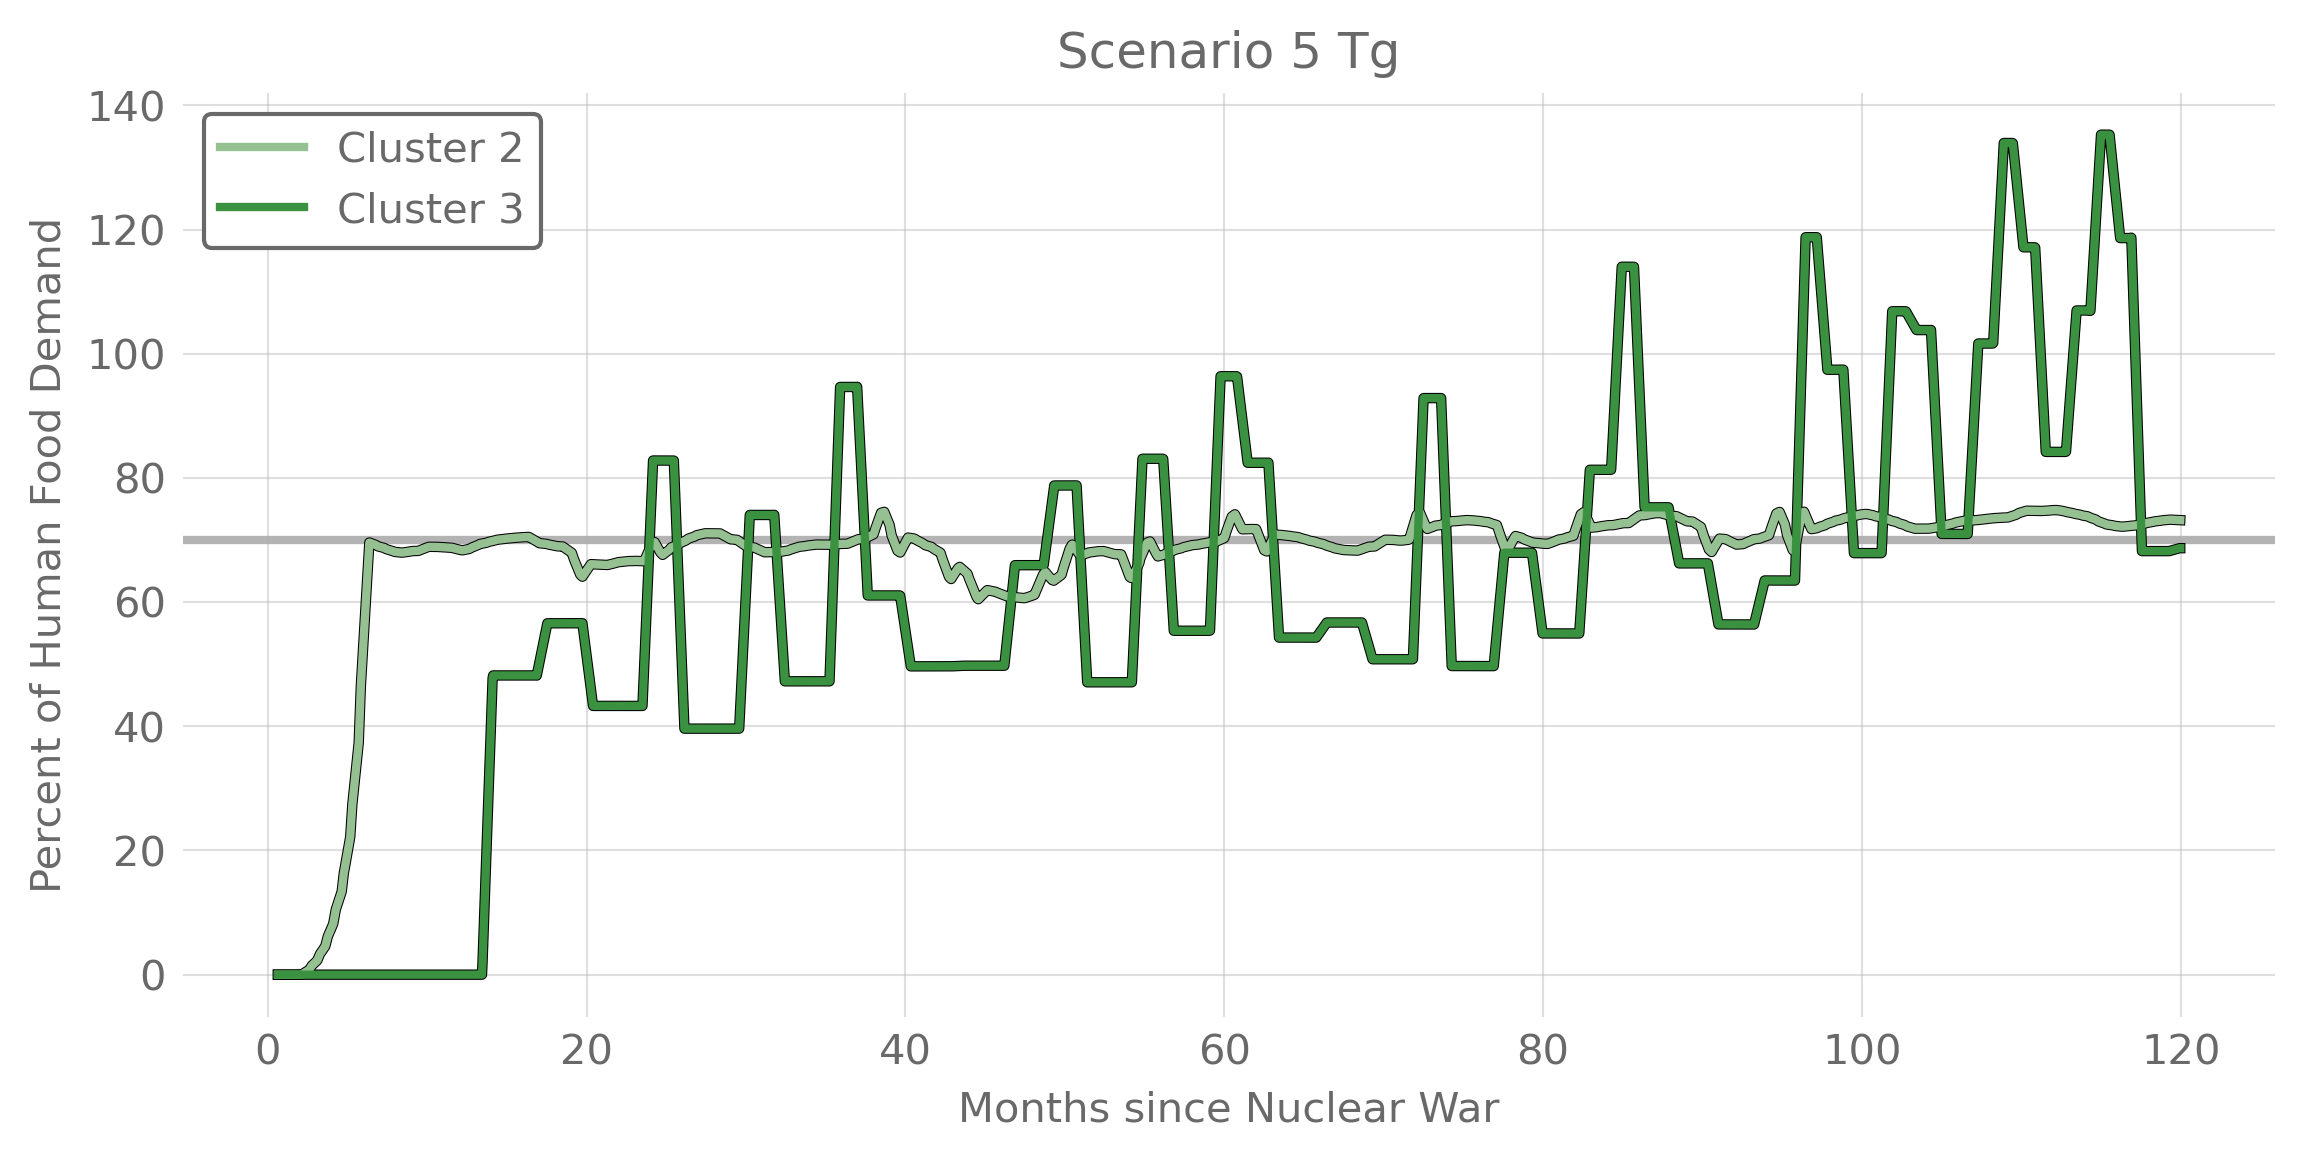 Scenario 5 Tg
Cluster 2
Cluster 3
Percent of Human Food Demand
140
120
100
80
60
40
20
0
0 20 40 60 80 100 120
Months since Nuclear War